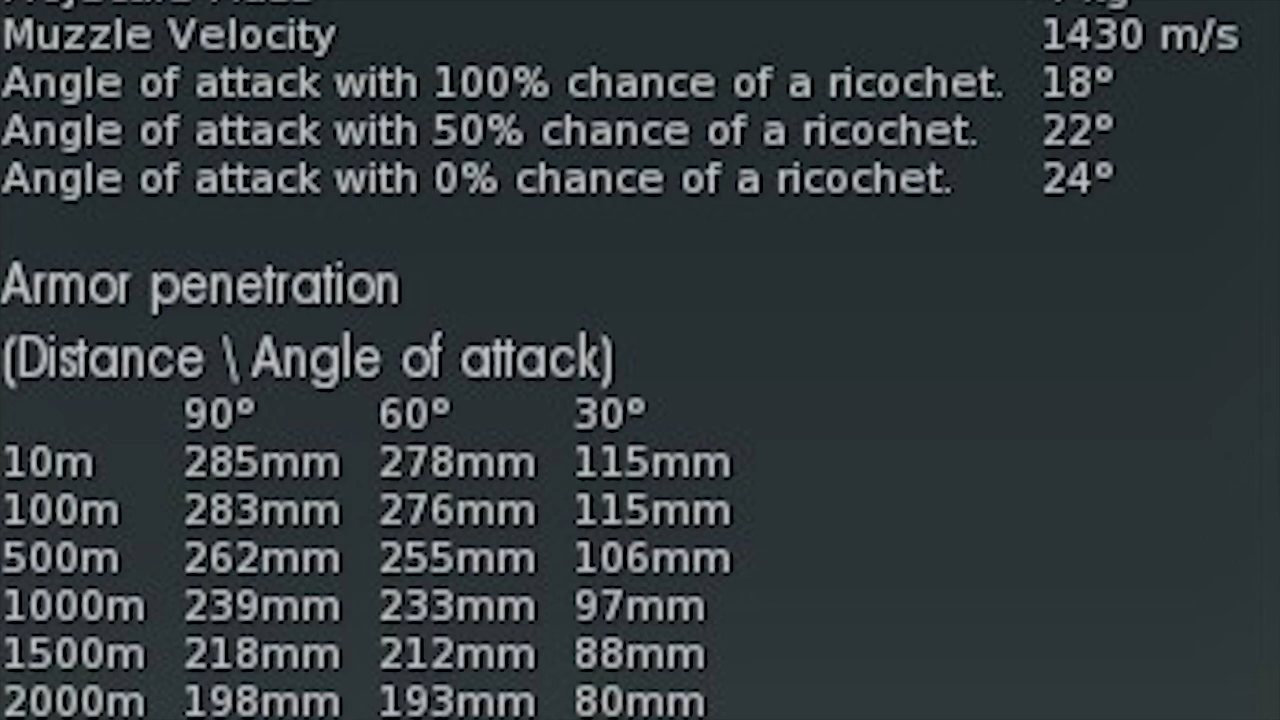 Muzzle Velocity 1430 m/s
Angle of attack with 100% chance of a ricochet. 18°
Angle of attack with 50% chance of a ricochet. 22°
Angle of attack with 0% chance of a ricochet. 24°
Armor penetration
(Distance \ Angle of attack)
90° 60° 30°
10m 285mm 278mm 115mm
100m 283mm 276mm 115mm
500m 262mm 255mm 106mm
1000m 239mm 233mm 97mm
1500m 218mm 212mm 88mm
2000m 198mm 193mm 80mm